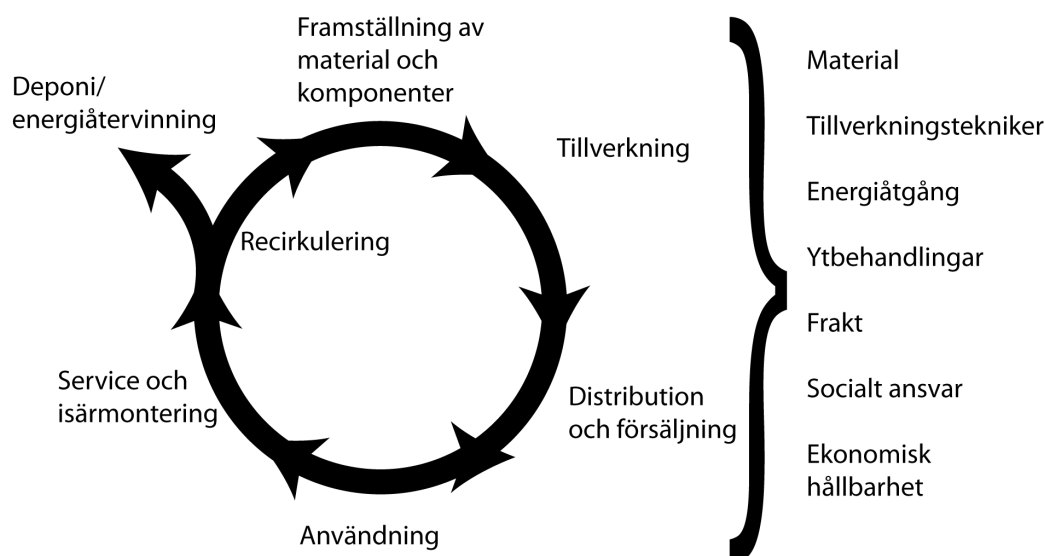 Framställning av
material och
komponenter
Deponi/
energiåtervinning
Tillverkning
Recirkulering
Service och
isärmontering
Distribution
och försäljning
Användning
Material
Tillverkningstekniker
Energiåtgång
Ytbehandlingar
Frakt
Socialt ansvar
Ekonomisk
hållbarhet